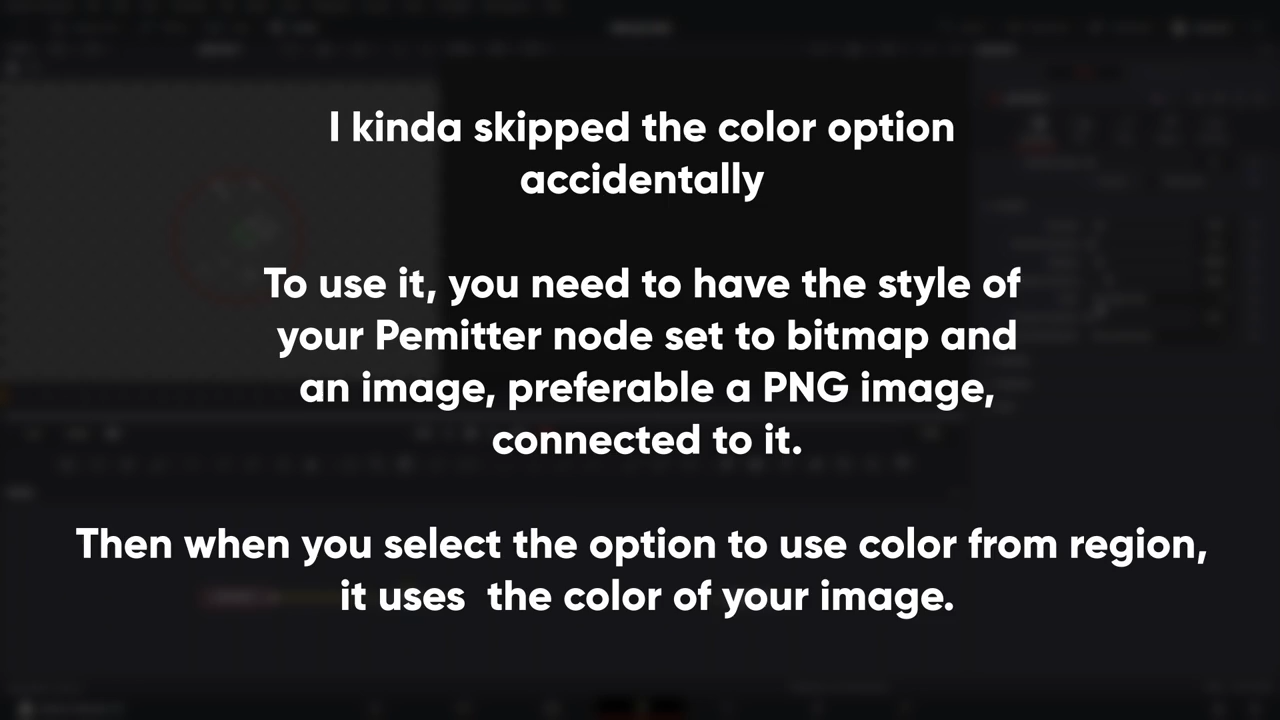 I kinda skipped the color option
accidentally
To use it, you need to have the style of
your Pemitter node set to bitmap and
an image, preferable a PNG image,
connected to it.
Then when you select the option to use color from region,
it uses  the color of your image.